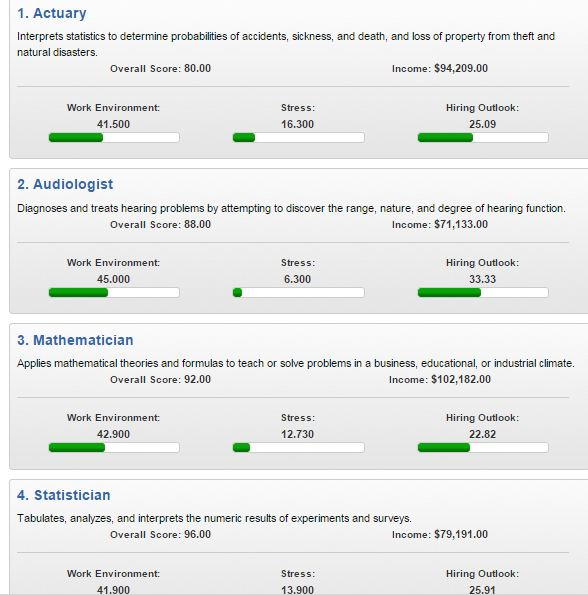 1. Actuary
Interprets statistics to determine probabilities of accidents, sickness, and death, and loss of property from theft and
natural disasters.
Overall Score: 80.00 Income: $94,209.00
Work Environment: Stress: Hiring Outlook:
41.500 16.300 25.09
2. Audiologist
Diagnoses and treats hearing problems by attempting to discover the range, nature, and degree of hearing function.
Overall Score: 88.00 Income: $71,133.00
Work Environment: Stress: Hiring Outlook:
45.000 6.300 33.33
3. Mathematician
Applies mathematical theories and formulas to teach or solve problems in a business, educational, or industrial climate.
Overall Score: 92.00 Income: $102,182.00
Work Environment: Stress: Hiring Outlook:
42.900 12.730 22.82
4. Statistician
Tabulates, analyzes, and interprets the numeric results of experiments and surveys.
Overall Score: 96.00 Income: $79,191.00
Work Environment: Stress: Hiring Outlook:
41.900 13.900 25.91